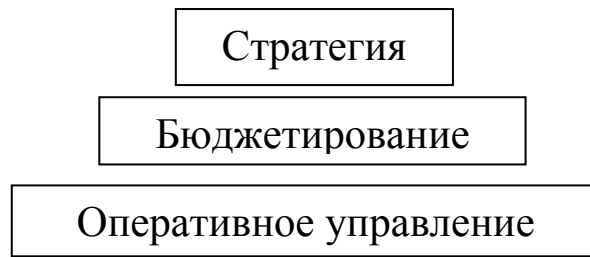 Стратегия
Бюджетирование
Оперативное управление